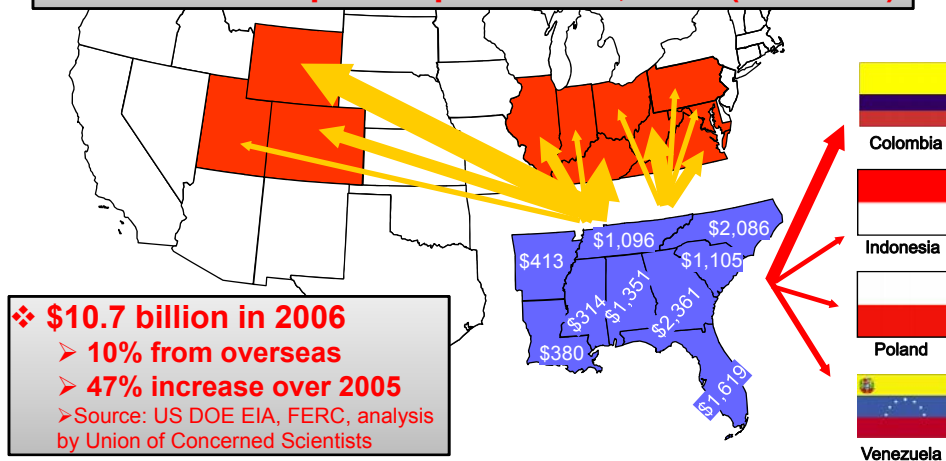 Colombia
$2,086
$1,096
$1,105
$413
Indonesia
$1,351
$314
$2,361
❖ $10.7 billion in 2006
➢ 10% from overseas
➢ 47% increase over 2005
➢Source: US DOE EIA, FERC, analysis
by Union of Concerned Scientists
$380
Poland
$1,619
Venezuela